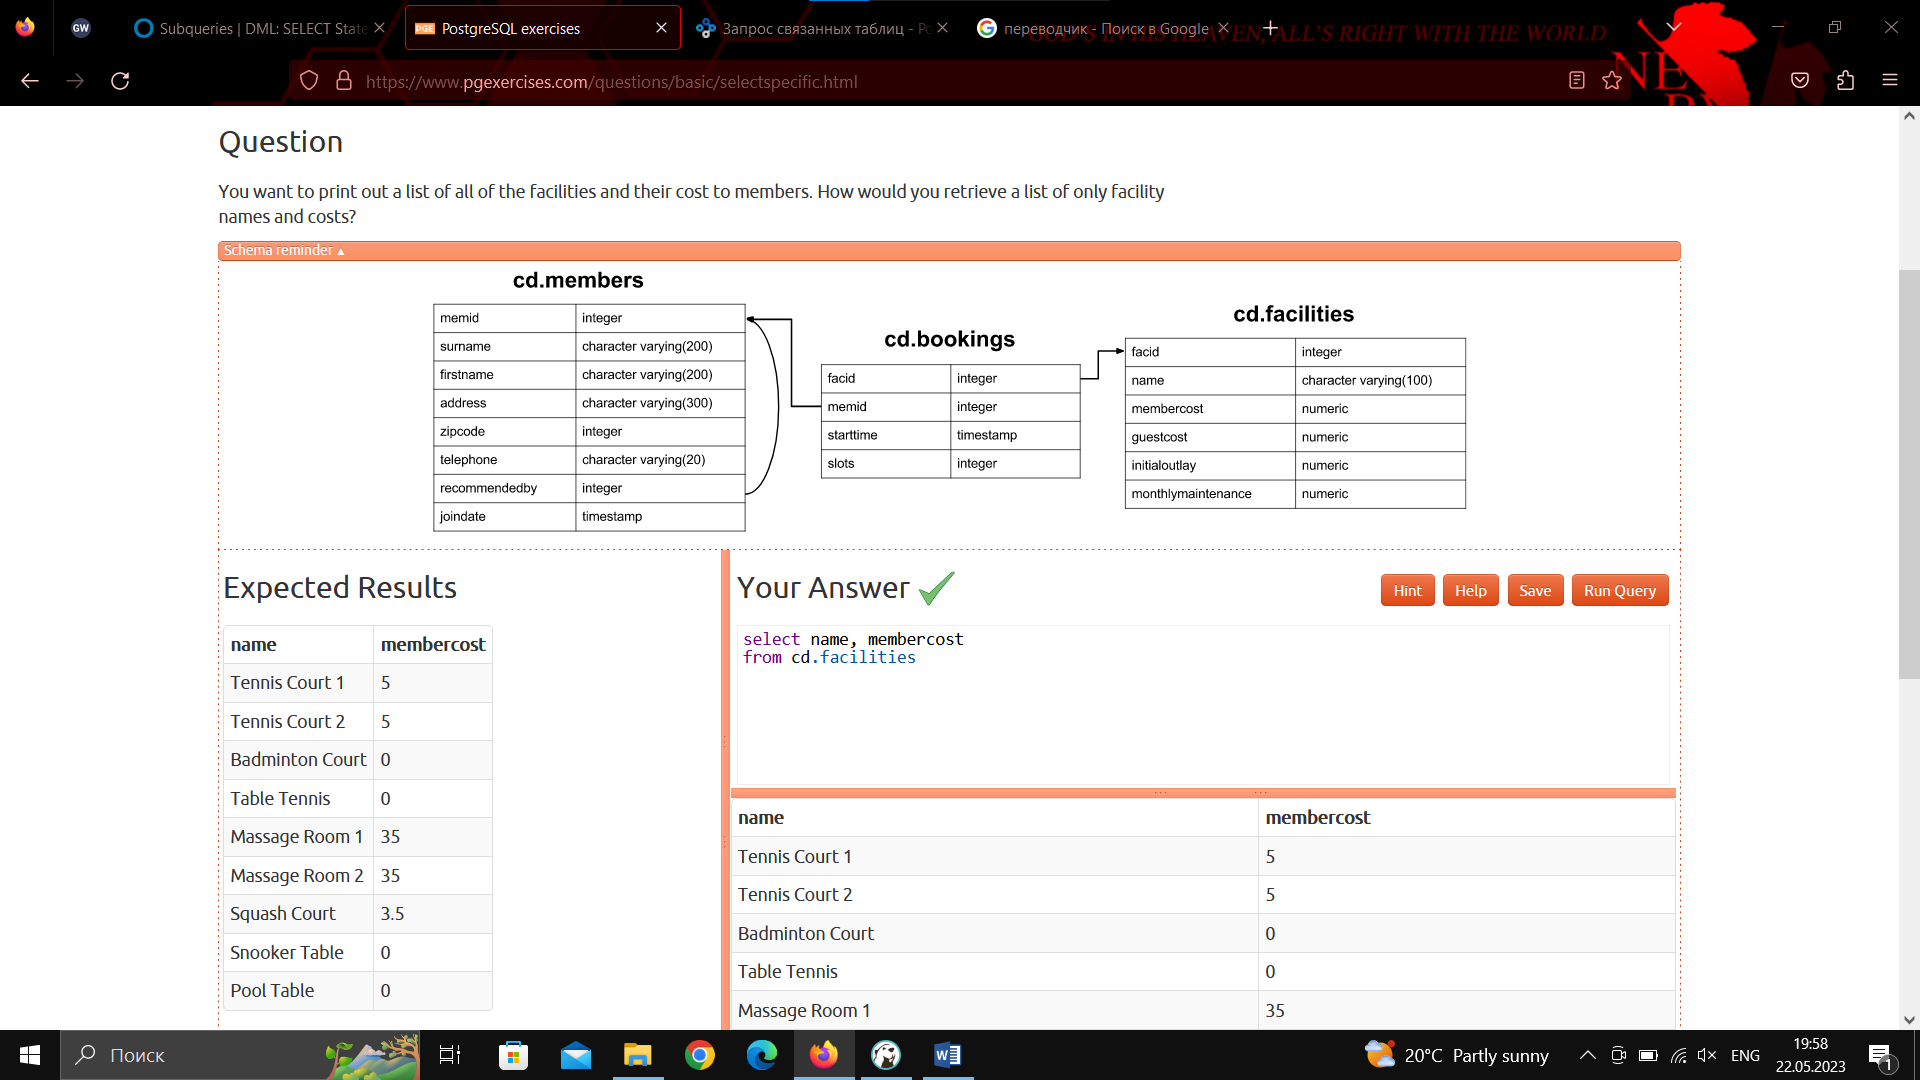 GW
Subqueries | DML: SELECT State
PGE PostgreSQL exercises
Запрос связанных таблиц - Po
переводчик - Поиск в Google
GOD'S IN HIS HEAVEN, ALL'S RIGHT WITH THE WORLD
https://www.pgexercises.com/questions/basic/selectspecific.html
Question
You want to print out a list of all of the facilities and their cost to members. How would you retrieve a list of only facility
names and costs?
Schema reminder ▲
cd.members
memid integer
surname character varying(200)
firstname character varying(200)
address character varying(300)
zipcode integer
telephone character varying(20)
recommendedby integer
joindate timestamp
cd.bookings
facid integer
memid integer
starttime timestamp
slots integer
cd.facilities
facid integer
name character varying(100)
membercost numeric
guestcost numeric
initialoutlay numeric
monthlymaintenance numeric
Expected Results
name membercost
Tennis Court 1 5
Tennis Court 2 5
Badminton Court 0
Table Tennis 0
Massage Room 1 35
Massage Room 2 35
Squash Court 3.5
Snooker Table 0
Pool Table 0
Your Answer
Hint Help Save Run Query
select name, membercost
from cd.facilities
name membercost
Tennis Court 1 5
Tennis Court 2 5
Badminton Court 0
Table Tennis 0
Massage Room 1 35
Поиск
20°C Partly sunny
ENG
19:58
22.05.2023
1